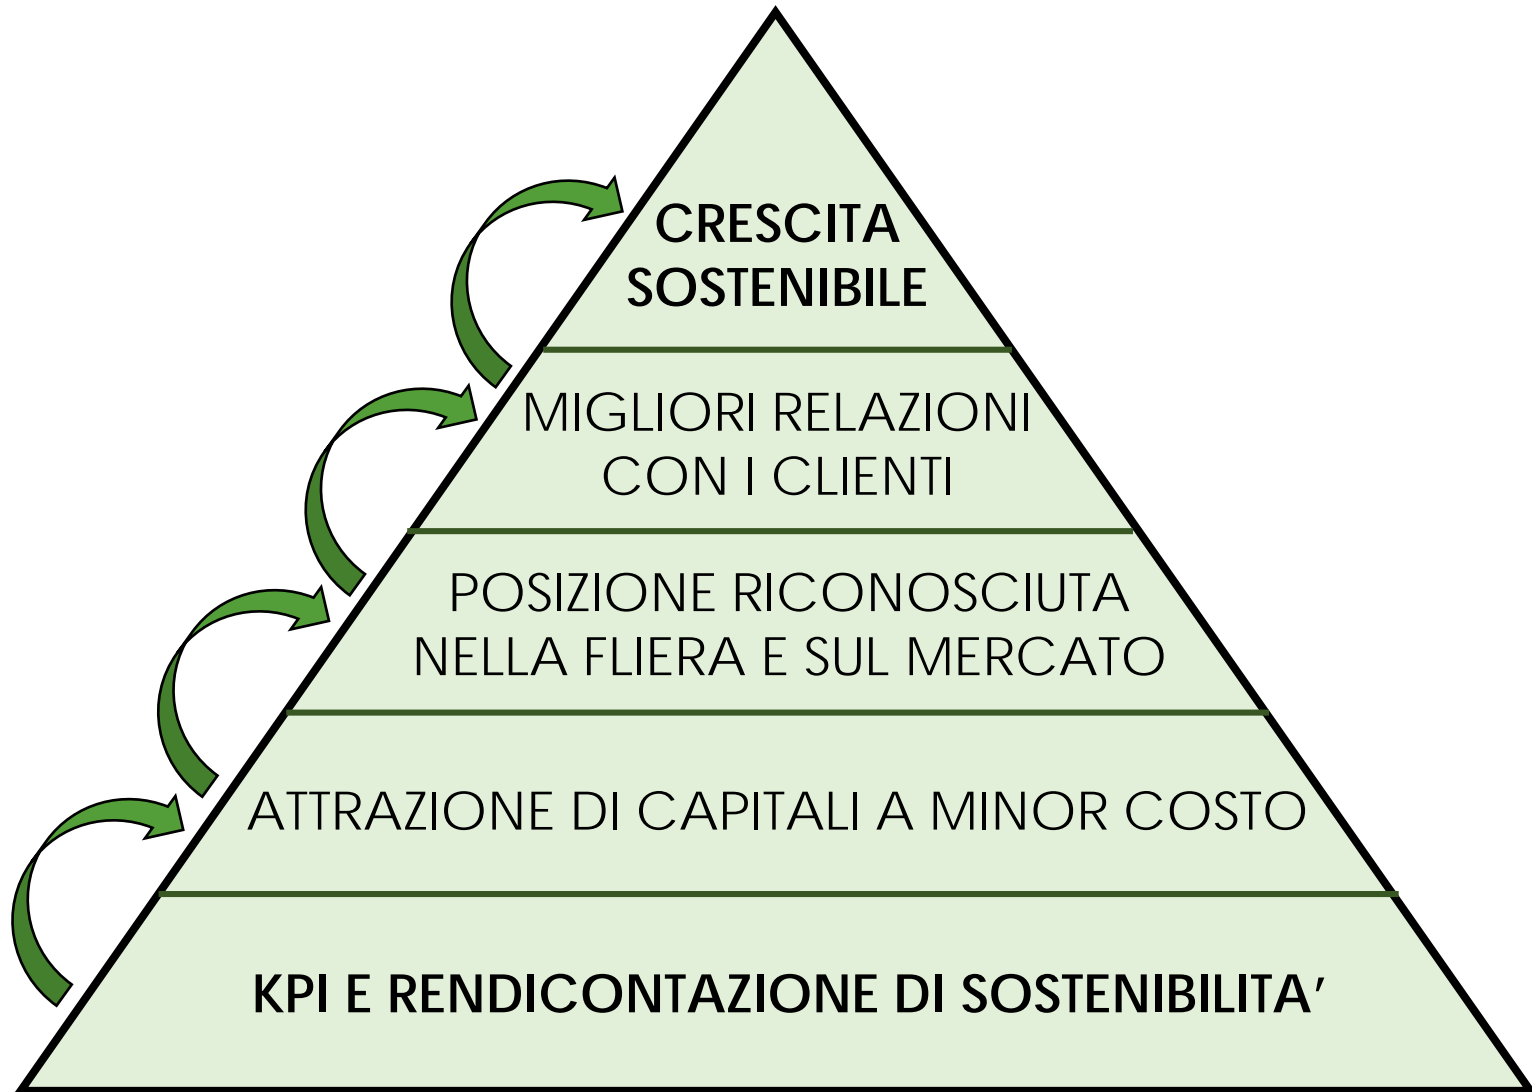 CRESCITA
SOSTENIBILE
MIGLIORI RELAZIONI
CON I CLIENTI
POSIZIONE RICONOSCIUTA
NELLA FLIERA E SUL MERCATO
ATTRAZIONE DI CAPITALI A MINOR COSTO
KPI E RENDICONTAZIONE DI SOSTENIBILITA’